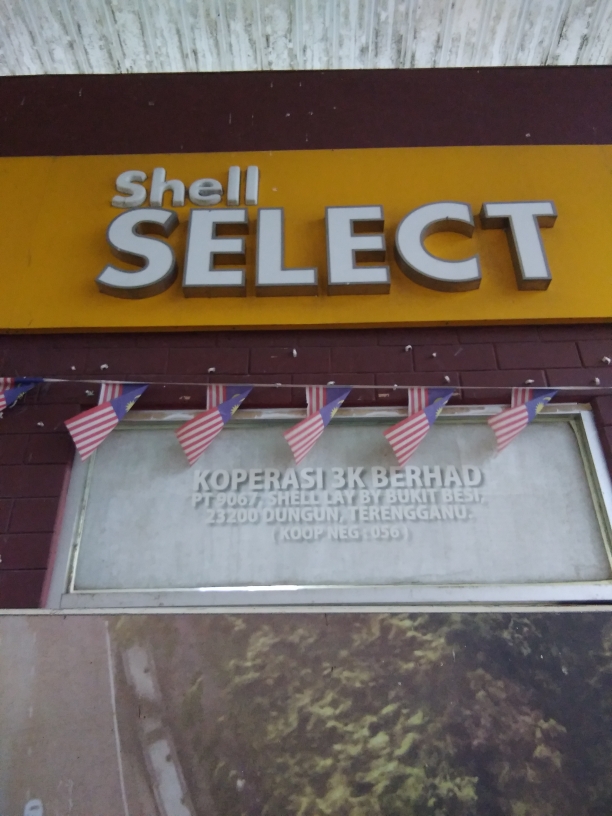 Shell
SELECT
KOPERASI 3K BERHAD
PT 9067, SHELL LAY BY BUKIT BESI,
23200 DUNGUN, TERENGGANU.
( KOOP NEG : 056 )